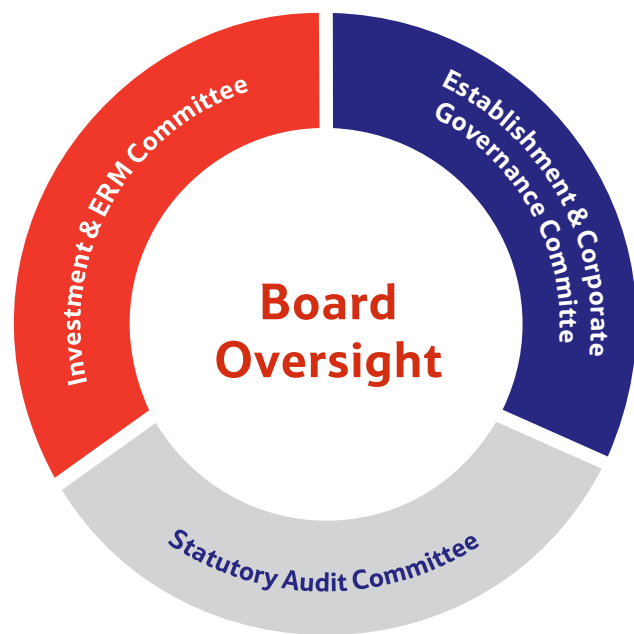 Investment & ERM Committee
Establishment & Corporate
Governance Committe
Board
Oversight
Statutory Audit Committee